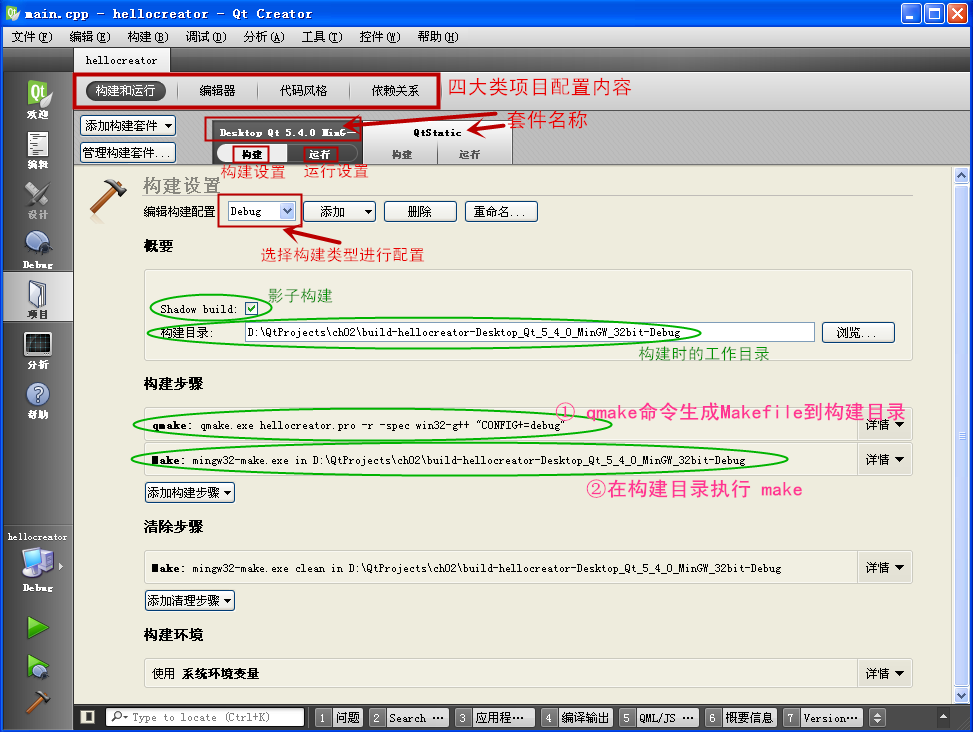 main.cpp - hellocreator - Qt Creator
文件(F) 编辑(E) 构建(B) 调试(D) 分析(A) 工具(T) 控件(W) 帮助(H)
hellocreator
构建和运行 编辑器 代码风格 依赖关系 四大类项目配置内容
添加构建套件 Desktop Qt 5.4.0 MinG— QtStatic 套件名称
管理构建套件... 构建 运行 构建 运行
构建设置 运行设置
欢迎
编辑
设计
Debug
项目
分析
帮助
构建设置
编辑构建配置 Debug 添加 删除 重命名...
选择构建类型进行配置
概要
影子构建
Shadow build:
构建目录: D:\QtProjects\ch02\build-hellocreator-Desktop_Qt_5_4_0_MinGW_32bit-Debug 浏览...
构建时的工作目录
构建步骤
① qmake命令生成Makefile到构建目录
qmake: qmake.exe hellocreator.pro -r -spec win32-g++ "CONFIG+=debug" 详情
Make: mingw32-make.exe in D:\QtProjects\ch02\build-hellocreator-Desktop_Qt_5_4_0_MinGW_32bit-Debug 详情
②在构建目录执行 make
添加构建步骤
清除步骤
Make: mingw32-make.exe clean in D:\QtProjects\ch02\build-hellocreator-Desktop_Qt_5_4_0_MinGW_32bit-Debug 详情
添加清理步骤
构建环境
使用 系统环境变量 详情
hellocreator
Debug
Type to locate (Ctrl+K) 1 问题 2 Search ... 3 应用程... 4 编译输出 5 QML/JS ... 6 概要信息 7 Version...